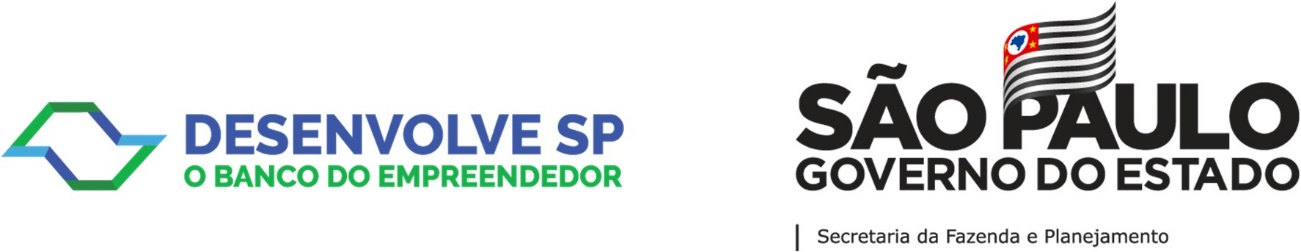 DESENVOLVE SP
O BANCO DO EMPREENDEDOR
SÃO PAULO
GOVERNO DO ESTADO
Secretaria da Fazenda e Planejamento